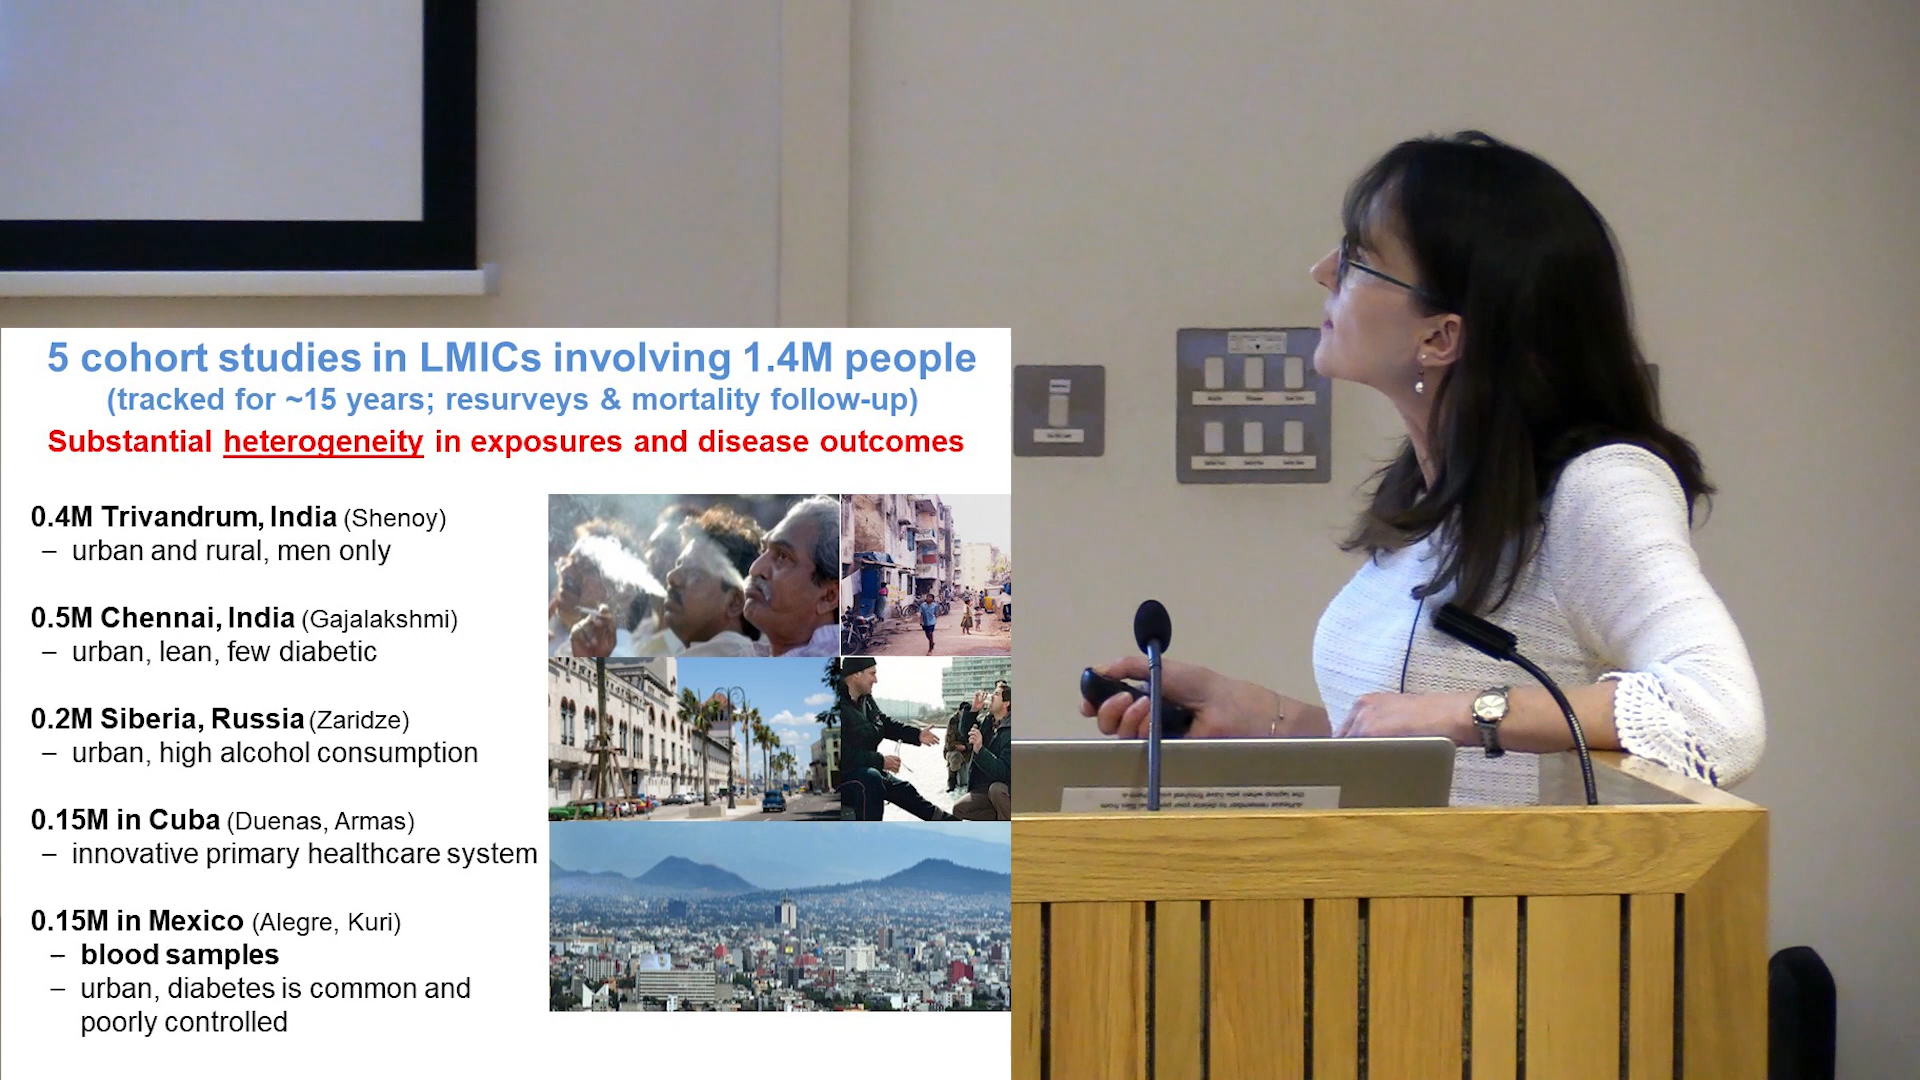 5 cohort studies in LMICs involving 1.4M people
(tracked for ~15 years; resurveys & mortality follow-up)
Substantial heterogeneity in exposures and disease outcomes
0.4M Trivandrum, India (Shenoy)
– urban and rural, men only
0.5M Chennai, India (Gajalakshmi)
– urban, lean, few diabetic
0.2M Siberia, Russia (Zaridze)
– urban, high alcohol consumption
0.15M in Cuba (Duenas, Armas)
– innovative primary healthcare system
0.15M in Mexico (Alegre, Kuri)
– blood samples
– urban, diabetes is common and
poorly controlled